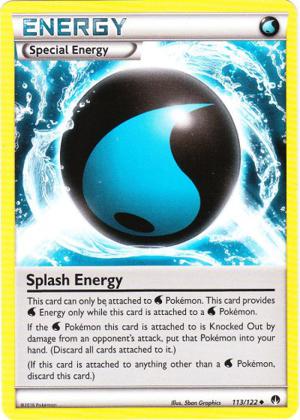 ENERGY
Special Energy
Splash Energy
This card can only be attached to Pokémon. This card provides
Energy only while this card is attached to a Pokémon.
If the Pokémon this card is attached to is Knocked Out by
damage from an opponent's attack, put that Pokémon into your
hand. (Discard all cards attached to it.)
(If this card is attached to anything other than a Pokémon,
discard this card.)
©2016 Pokémon
Illus. 5ban Graphics
113/122